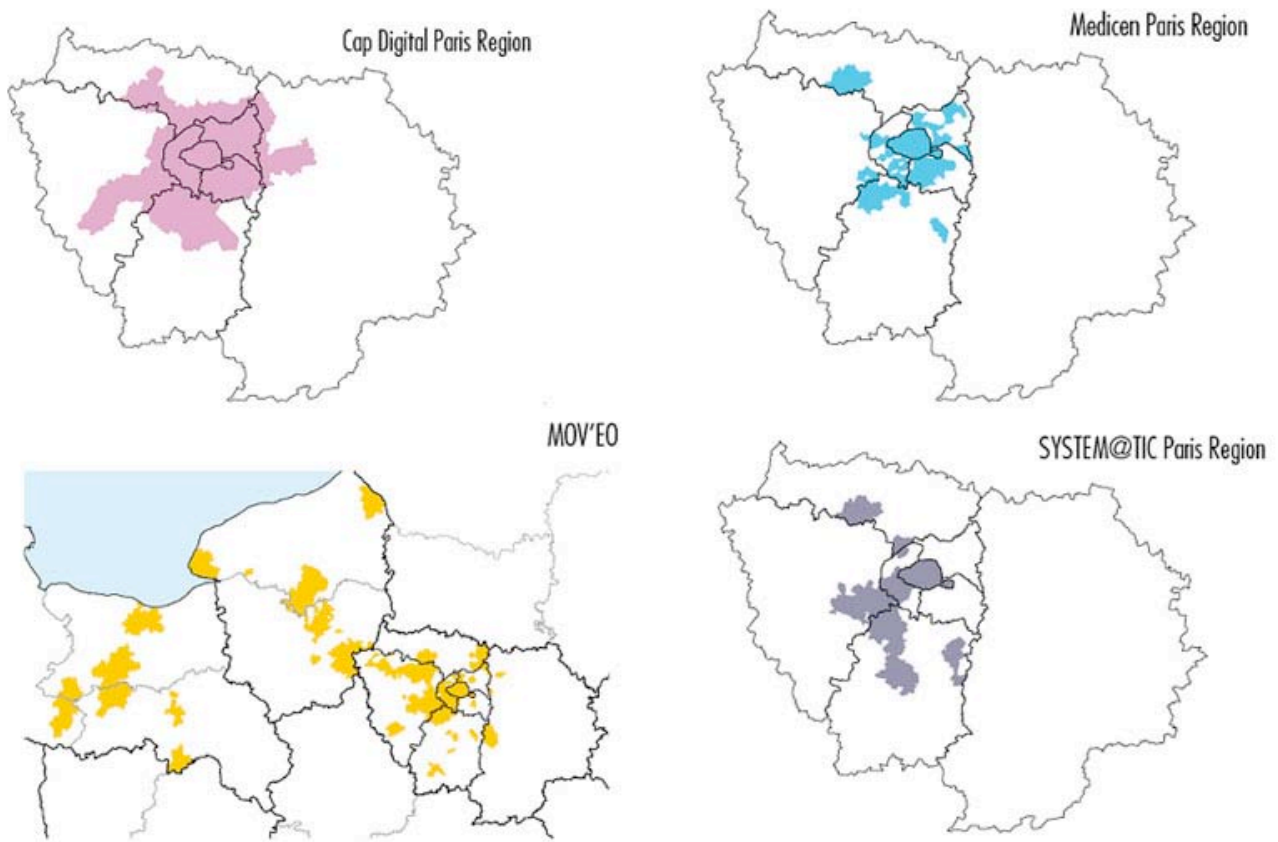 Cap Digital Paris Region
Medicen Paris Region
MOV'EO
SYSTEM@TIC Paris Region